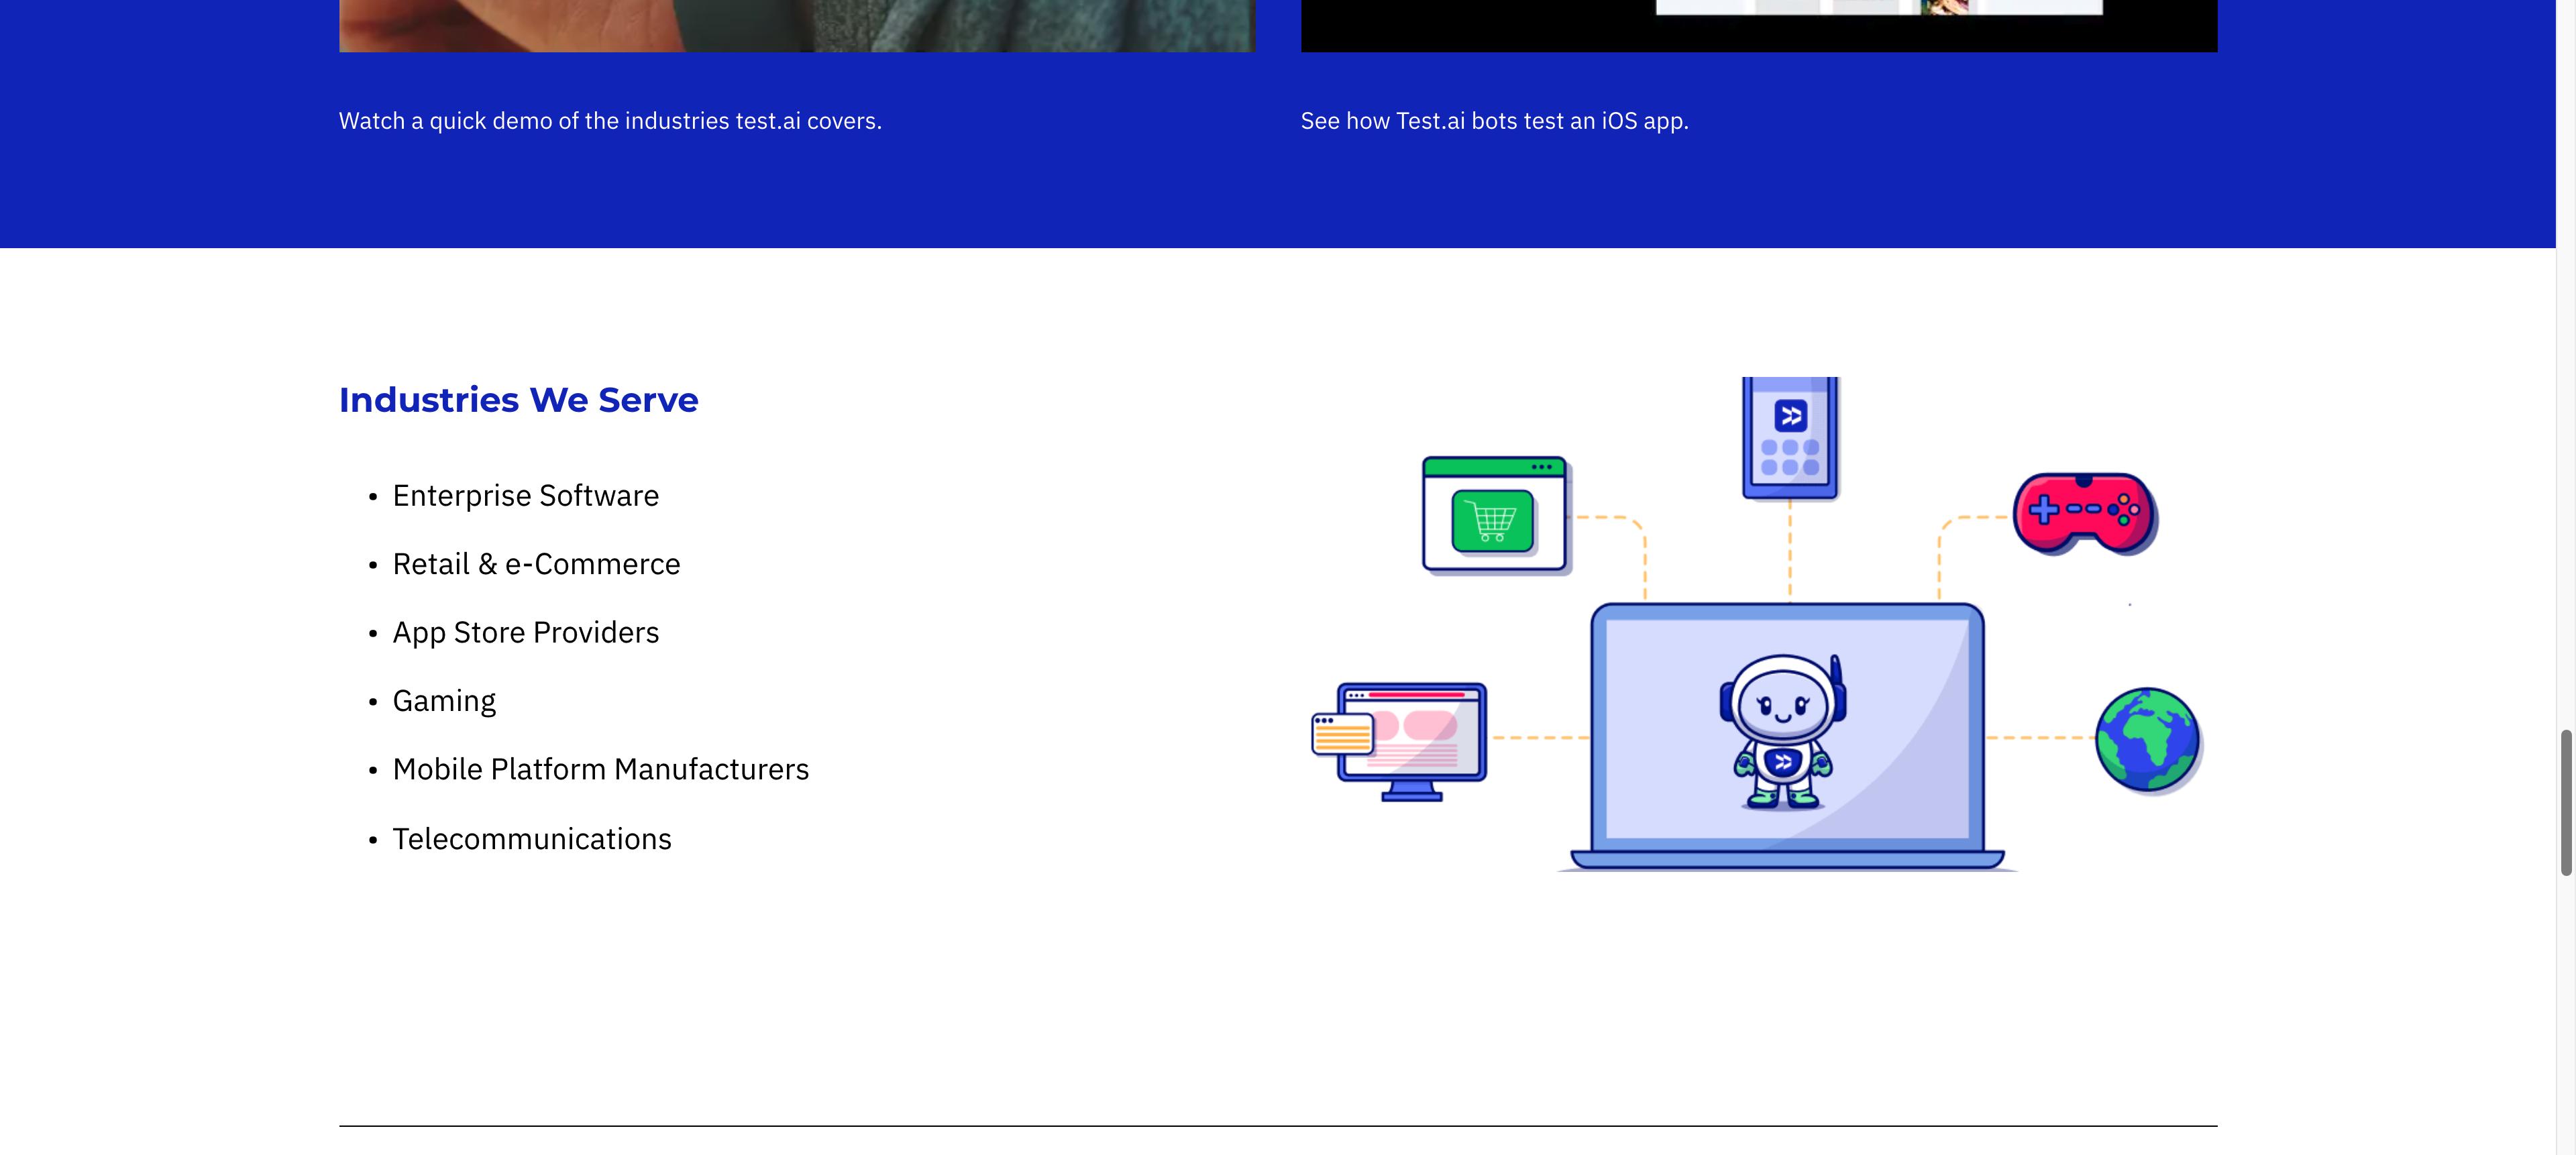 Watch a quick demo of the industries test.ai covers.
See how Test.ai bots test an iOS app.
Industries We Serve
• Enterprise Software
• Retail & e-Commerce
• App Store Providers
• Gaming
• Mobile Platform Manufacturers
• Telecommunications